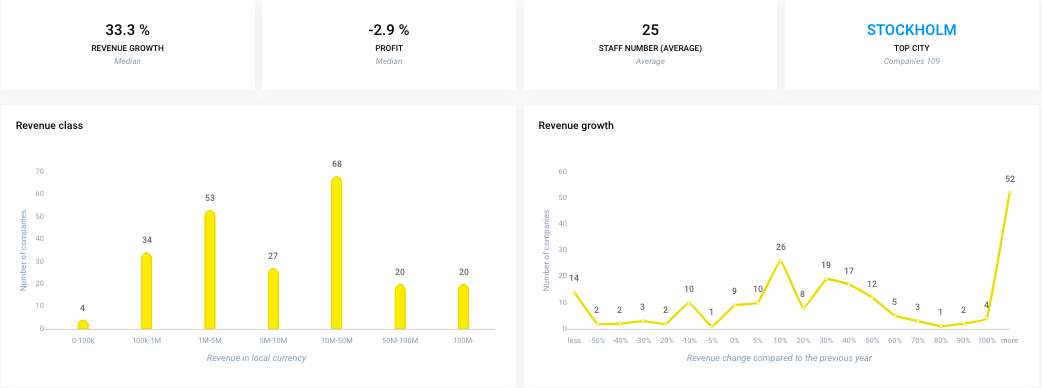 33.3 %
REVENUE GROWTH
Median
-2.9 %
PROFIT
Median
25
STAFF NUMBER (AVERAGE)
Average
STOCKHOLM
TOP CITY
Companies 109
Revenue class
Number of companies
70
60
50
40
30
20
10
0
4
34
53
27
68
20
20
0-100k 100k-1M 1M-5M 5M-10M 10M-50M 50M-100M 100M-
Revenue in local currency
Revenue growth
Number of companies
60
50
40
30
20
10
0
14 2 2 3 2 10 1 9 10 26 8 19 17 12 5 3 1 2 4 52
less -50% -40% -30% -20% -10% -5% 0% 5% 10% 20% 30% 40% 50% 60% 70% 80% 90% 100% more
Revenue change compared to the previous year